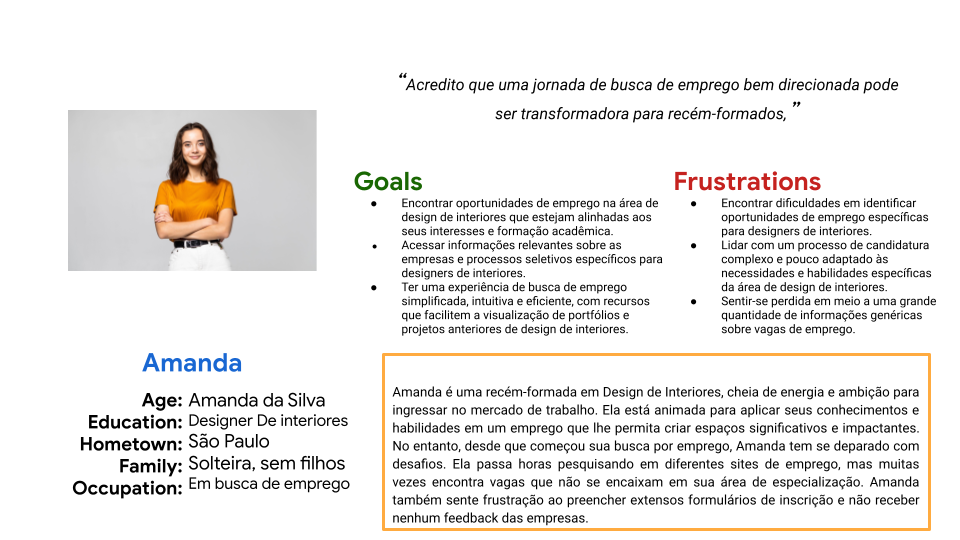 “Acredito que uma jornada de busca de emprego bem direcionada pode
ser transformadora para recém-formados, ”
Goals
● Encontrar oportunidades de emprego na área de
design de interiores que estejam alinhadas aos
seus interesses e formação acadêmica.
● Acessar informações relevantes sobre as
empresas e processos seletivos específicos para
designers de interiores.
● Ter uma experiência de busca de emprego
simplificada, intuitiva e eficiente, com recursos
que facilitem a visualização de portfólios e
projetos anteriores de design de interiores.
Frustrations
● Encontrar dificuldades em identificar
oportunidades de emprego específicas
para designers de interiores.
● Lidar com um processo de candidatura
complexo e pouco adaptado às
necessidades e habilidades específicas
da área de design de interiores.
● Sentir-se perdida em meio a uma grande
quantidade de informações genéricas
sobre vagas de emprego.
Amanda
Age: Amanda da Silva
Education: Designer De interiores
Hometown: São Paulo
Family: Solteira, sem filhos
Occupation: Em busca de emprego
Amanda é uma recém-formada em Design de Interiores, cheia de energia e ambição para
ingressar no mercado de trabalho. Ela está animada para aplicar seus conhecimentos e
habilidades em um emprego que lhe permita criar espaços significativos e impactantes.
No entanto, desde que começou sua busca por emprego, Amanda tem se deparado com
desafios. Ela passa horas pesquisando em diferentes sites de emprego, mas muitas
vezes encontra vagas que não se encaixam em sua área de especialização. Amanda
também sente frustração ao preencher extensos formulários de inscrição e não receber
nenhum feedback das empresas.